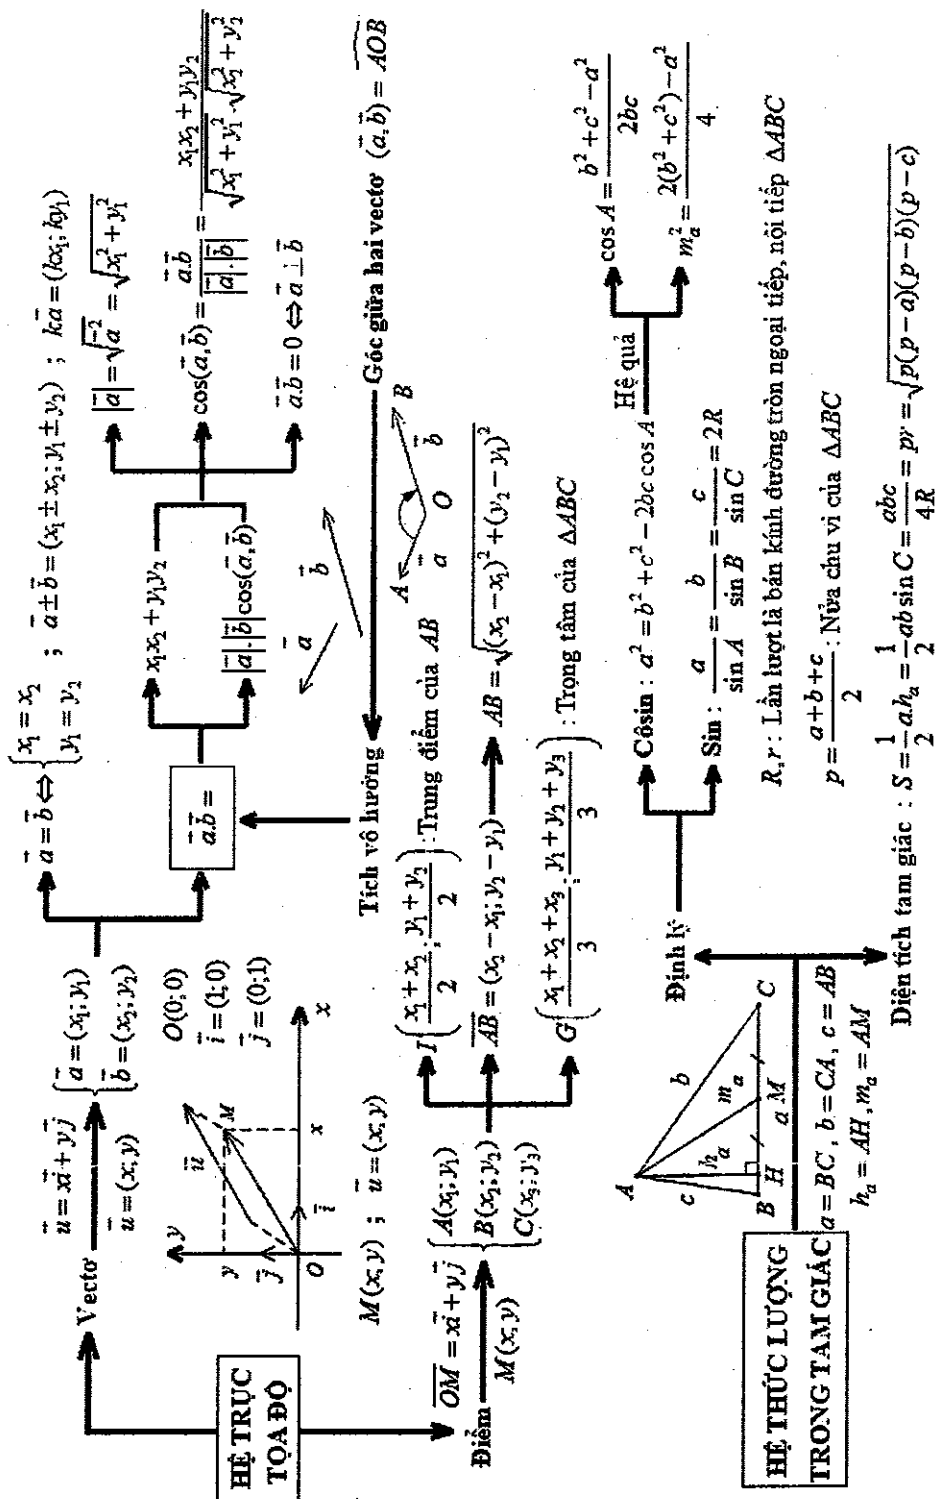 HỆ TRỤC
TỌA ĐỘ
Vectơ
u⃗ = xi⃗ + yj⃗
u⃗ = (x; y)
{ a⃗ = (x₁; y₁)
b⃗ = (x₂; y₂)
a⃗ = b⃗ ⇔ { x₁ = x₂
y₁ = y₂ ; a⃗ ± b⃗ = (x₁ ± x₂; y₁ ± y₂) ; ka⃗ = (kx₁; ky₁)
a⃗.b⃗ =
x₁x₂ + y₁y₂
|a⃗|.|b⃗|cos(a⃗, b⃗)
|a⃗| = √a⃗² = √(x₁² + y₁²)
cos(a⃗, b⃗) = a⃗.b⃗ / (|a⃗|.|b⃗|) = (x₁x₂ + y₁y₂) / (√(x₁² + y₁²).√(x₂² + y₂²))
a⃗.b⃗ = 0 ⇔ a⃗ ⊥ b⃗
O(0;0)
i⃗ = (1;0)
j⃗ = (0;1)
y
y
j⃗
O
i⃗
x
x
u⃗
M
M(x; y) ; u⃗ = (x; y)
a⃗
b⃗
Tích vô hướng
Góc giữa hai vectơ (a⃗, b⃗) = AOB
A
a⃗
O
b⃗
B
Điểm
OM = xi⃗ + yj⃗
M(x; y)
{ A(x₁; y₁)
B(x₂; y₂)
C(x₃; y₃)
I((x₁ + x₂)/2 ; (y₁ + y₂)/2) : Trung điểm của AB
AB = (x₂ − x₁; y₂ − y₁)
AB = √((x₂ − x₁)² + (y₂ − y₁)²)
G((x₁ + x₂ + x₃)/3 ; (y₁ + y₂ + y₃)/3) : Trọng tâm của ΔABC
HỆ THỨC LƯỢNG
TRONG TAM GIÁC
A
c
hₐ
mₐ
b
B
H
a
M
C
a = BC, b = CA, c = AB
hₐ = AH, mₐ = AM
Định lý
Côsin : a² = b² + c² − 2bc cos A
Hệ quả
cos A = (b² + c² − a²)/2bc
mₐ² = (2(b² + c²) − a²)/4
Sin : a/sin A = b/sin B = c/sin C = 2R
R, r : Lần lượt là bán kính đường tròn ngoại tiếp, nội tiếp ΔABC
p = (a + b + c)/2 : Nửa chu vi của ΔABC
Diện tích tam giác : S = 1/2 a.hₐ = 1/2 ab sin C = abc/4R = pr = √(p(p − a)(p − b)(p − c))